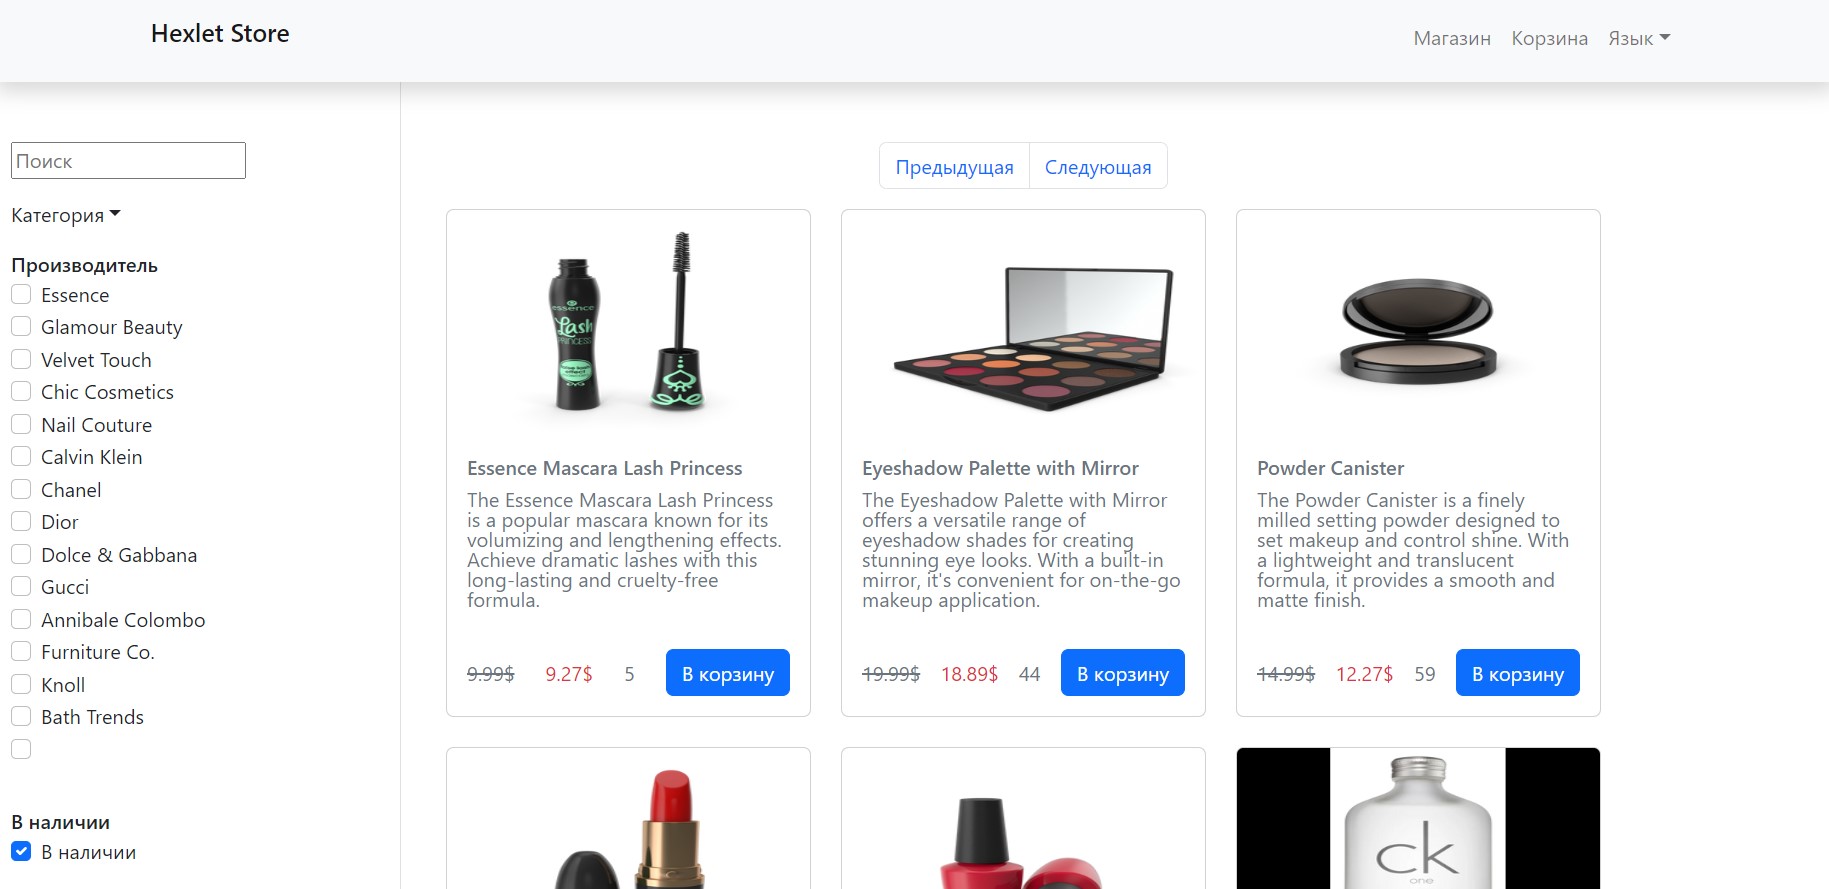 Hexlet Store
Магазин
Корзина
Язык
Поиск
Категория
Производитель
Essence
Glamour Beauty
Velvet Touch
Chic Cosmetics
Nail Couture
Calvin Klein
Chanel
Dior
Dolce & Gabbana
Gucci
Annibale Colombo
Furniture Co.
Knoll
Bath Trends
В наличии
В наличии
Предыдущая
Следующая
essence
Lash
PRINCESS
Essence Mascara Lash Princess
The Essence Mascara Lash Princess
is a popular mascara known for its
volumizing and lengthening effects.
Achieve dramatic lashes with this
long-lasting and cruelty-free
formula.
9.99$
9.27$
5
В корзину
Eyeshadow Palette with Mirror
The Eyeshadow Palette with Mirror
offers a versatile range of
eyeshadow shades for creating
stunning eye looks. With a built-in
mirror, it's convenient for on-the-go
makeup application.
19.99$
18.89$
44
В корзину
Powder Canister
The Powder Canister is a finely
milled setting powder designed to
set makeup and control shine. With
a lightweight and translucent
formula, it provides a smooth and
matte finish.
14.99$
12.27$
59
В корзину
ck
one